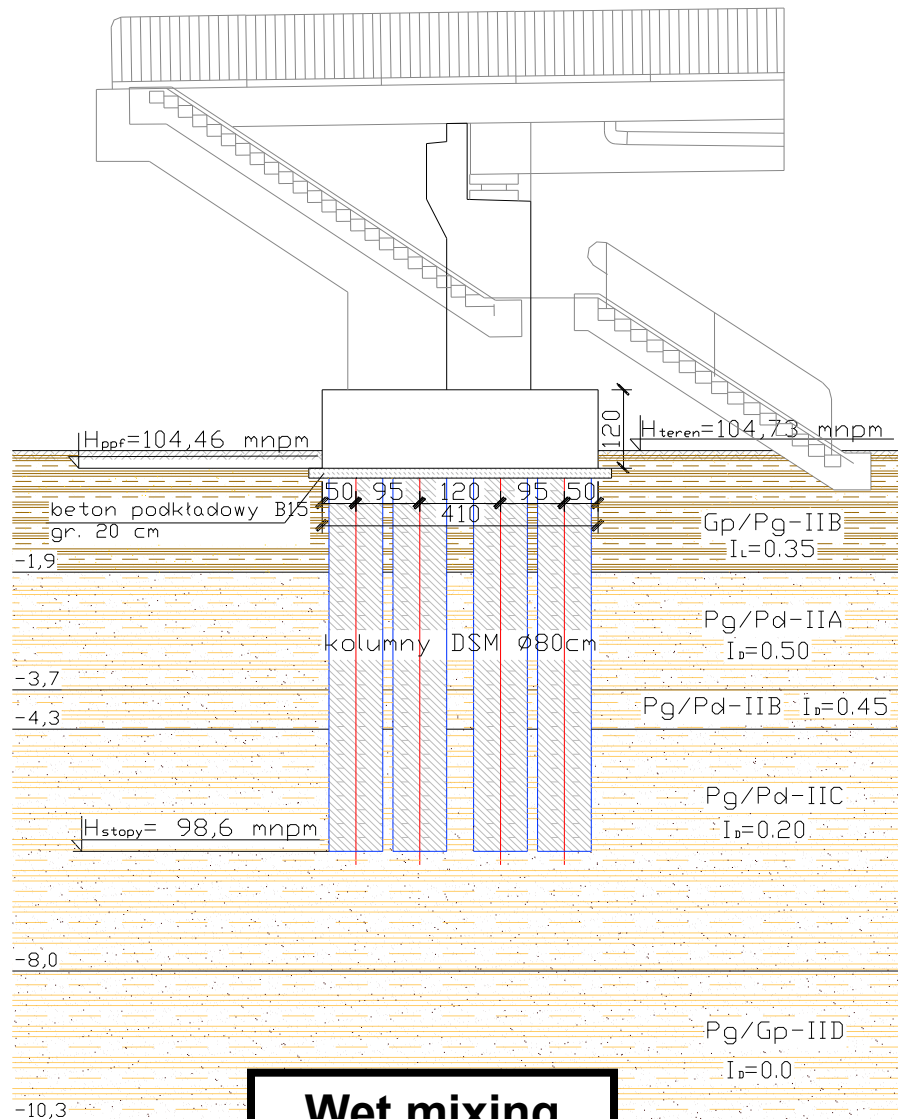 Hppf=104,46 mnpm
120
Hteren=104,73 mnpm
50 95 120 95 50
410
beton podkładowy B15
gr. 20 cm
Gp/Pg-IIB
IL=0.35
-1,9
Pg/Pd-IIA
ID=0.50
kolumny DSM Ø80cm
-3,7
Pg/Pd-IIB ID=0.45
-4,3
Pg/Pd-IIC
ID=0.20
Hstopy= 98,6 mnpm
-8,0
Pg/Gp-IID
ID=0.0
Wet mixing
-10,3